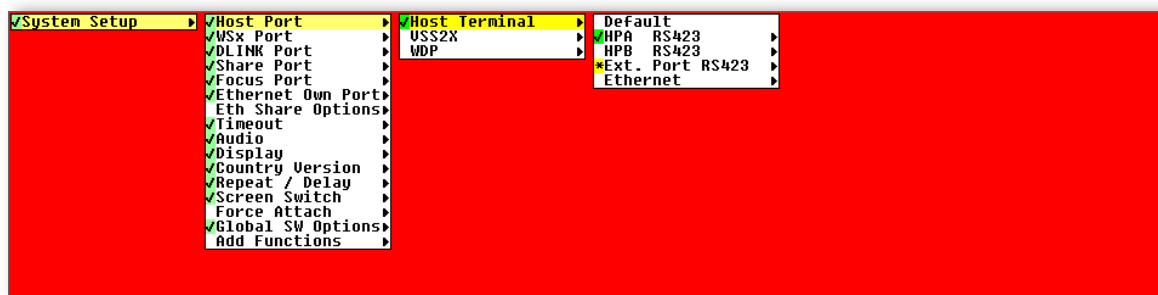 System Setup
Host Port
WSx Port
DLINK Port
Share Port
Focus Port
Ethernet Own Port
Eth Share Options
Timeout
Audio
Display
Country Version
Repeat / Delay
Screen Switch
Force Attach
Global SW Options
Add Functions
Host Terminal
VSS2X
WDP
Default
HPA RS423
HPB RS423
*Ext. Port RS423
Ethernet